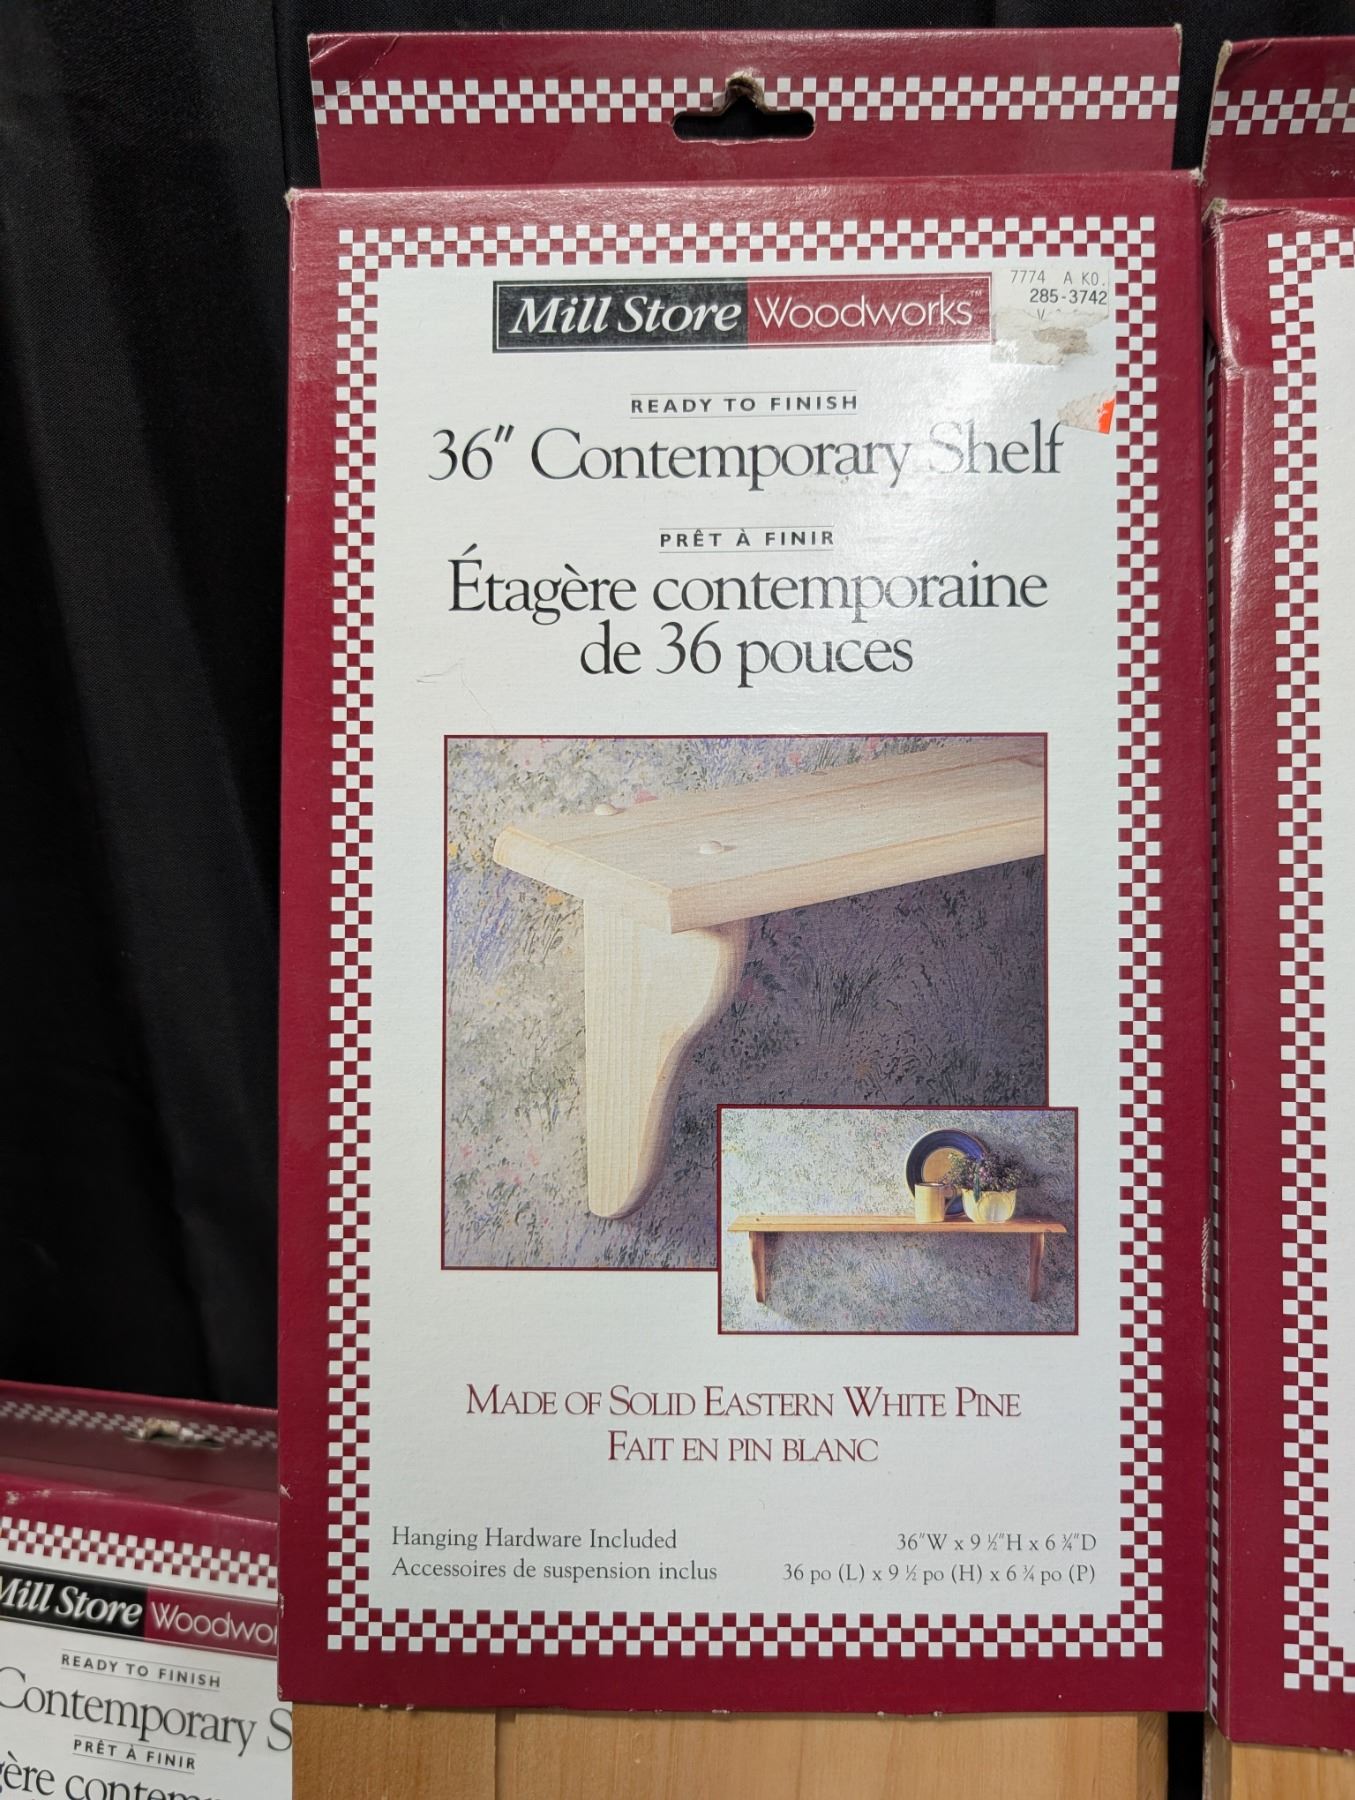 7774 A KO.
285-3742
Mill Store Woodworks™
READY TO FINISH
36" Contemporary Shelf
PRÊT À FINIR
Étagère contemporaine
de 36 pouces
MADE OF SOLID EASTERN WHITE PINE
FAIT EN PIN BLANC
Hanging Hardware Included
Accessoires de suspension inclus
36"W x 9 ½"H x 6 ¾"D
36 po (L) x 9 ½ po (H) x 6 ¾ po (P)
Mill Store Woodwo
READY TO FINISH
Contemporary S
PRÊT À FINIR
gère contem